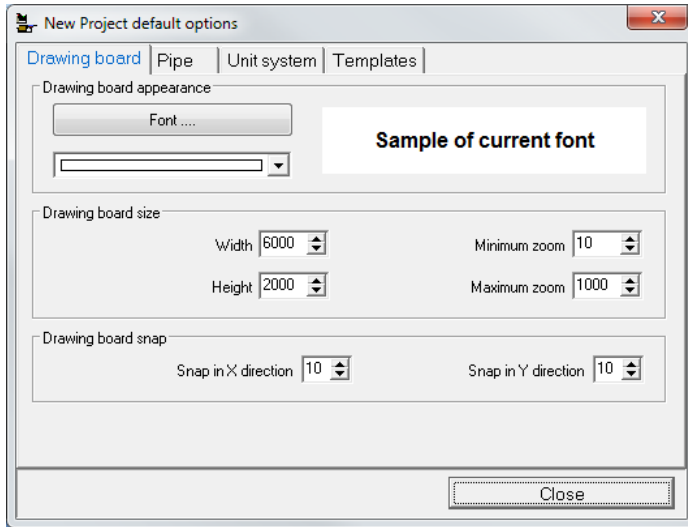 New Project default options
Drawing board Pipe Unit system Templates
Drawing board appearance
Font ....
Sample of current font
Drawing board size
Width 6000 Minimum zoom 10
Height 2000 Maximum zoom 1000
Drawing board snap
Snap in X direction 10 Snap in Y direction 10
Close